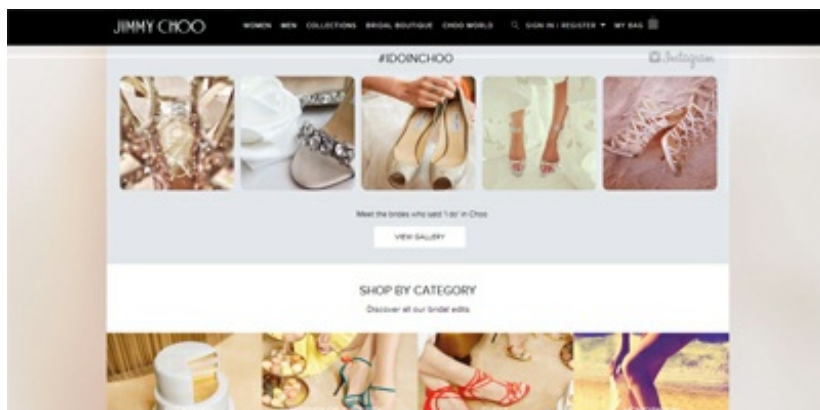 JIMMY CHOO
WOMEN MEN COLLECTIONS BRIDAL BOUTIQUE CHOO WORLD SIGN IN / REGISTER MY BAG
#IDOINCHOO
Instagram
Meet the brides who said 'I do' in Choo
VIEW GALLERY
SHOP BY CATEGORY
Discover all our bridal edits